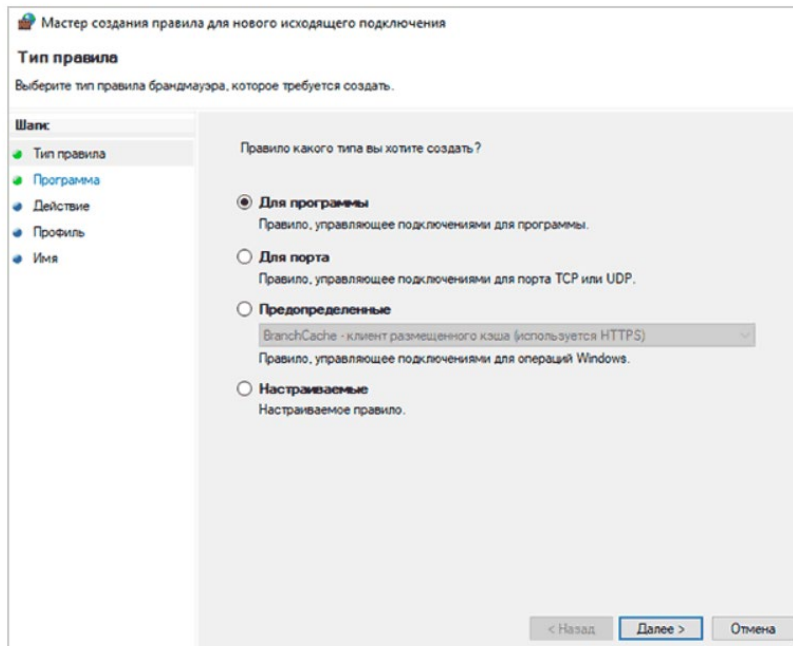 Мастер создания правила для нового исходящего подключения
Тип правила
Выберите тип правила брандмауэра, которое требуется создать.
Шаги:
Тип правила
Программа
Действие
Профиль
Имя
Правило какого типа вы хотите создать?
Для программы
Правило, управляющее подключениями для программы.
Для порта
Правило, управляющее подключениями для порта TCP или UDP.
Предопределенные
BranchCache - клиент размещенного кэша (используется HTTPS)
Правило, управляющее подключениями для операций Windows.
Настраиваемые
Настраиваемое правило.
< Назад
Далее >
Отмена